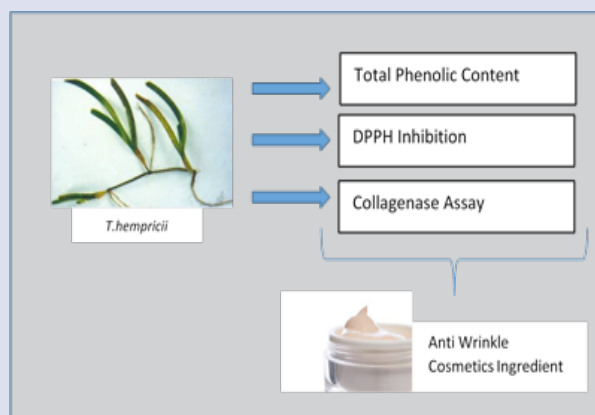 Total Phenolic Content
DPPH Inhibition
Collagenase Assay
T.hempricii
Anti Wrinkle
Cosmetics Ingredient